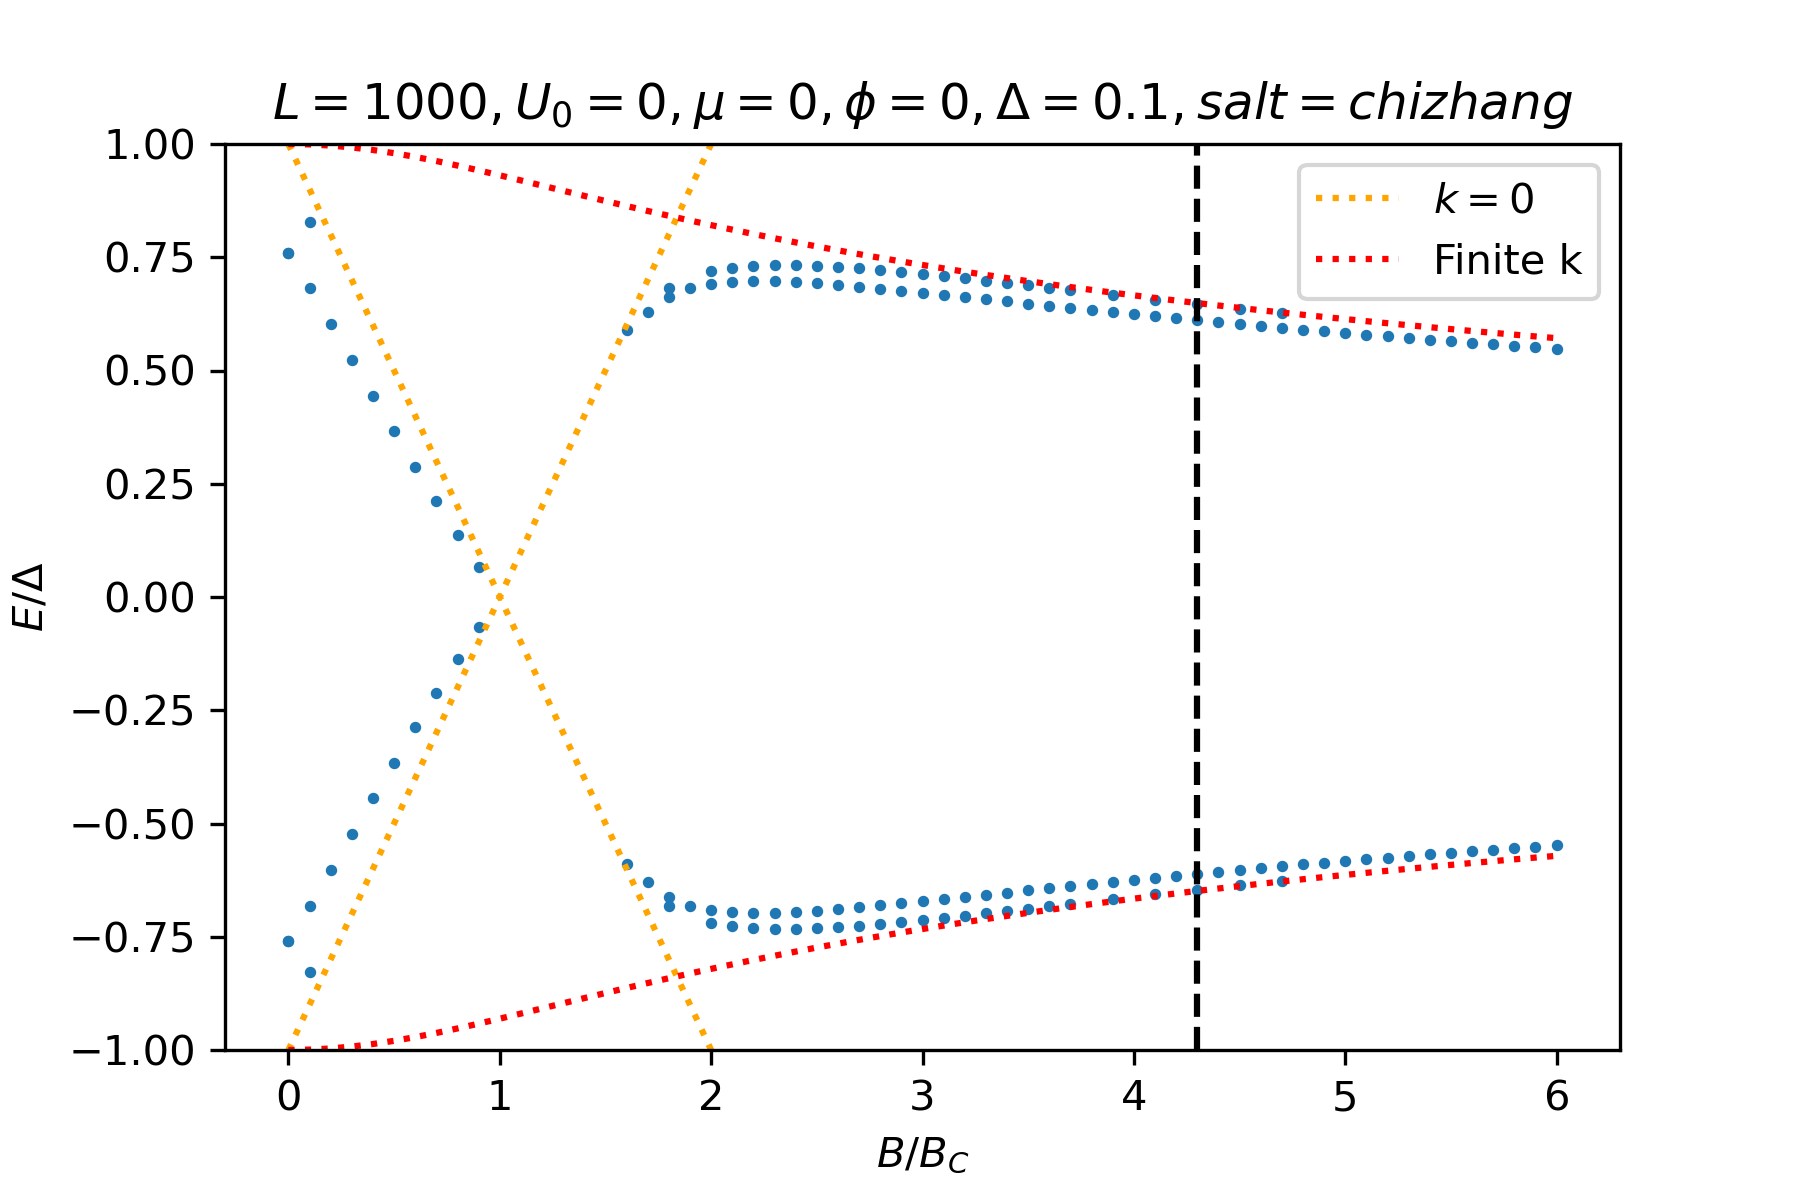 L = 1000, U₀ = 0, μ = 0, ϕ = 0, Δ = 0.1, salt = chizhang
1.00
0.75
0.50
0.25
0.00
−0.25
−0.50
−0.75
−1.00
E/Δ
k = 0
Finite k
0 1 2 3 4 5 6
B/B_C